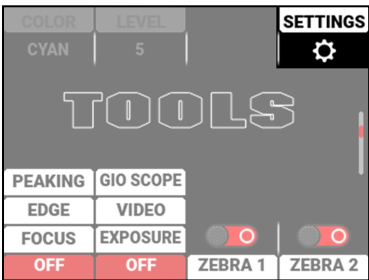 COLOR LEVEL SETTINGS
CYAN 5
TOOLS
PEAKING GIO SCOPE
EDGE VIDEO
FOCUS EXPOSURE
OFF OFF ZEBRA 1 ZEBRA 2